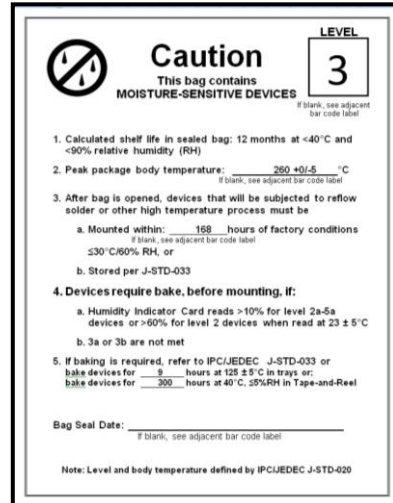 LEVEL
Caution
3
This bag contains
MOISTURE-SENSITIVE DEVICES
If blank, see adjacent
bar code label
1. Calculated shelf life in sealed bag: 12 months at <40°C and
<90% relative humidity (RH)
2. Peak package body temperature: 260 +0/-5 °C
If blank, see adjacent bar code label
3. After bag is opened, devices that will be subjected to reflow
solder or other high temperature process must be
a. Mounted within: 168 hours of factory conditions
If blank, see adjacent bar code label
≤30°C/60% RH, or
b. Stored per J-STD-033
4. Devices require bake, before mounting, if:
a. Humidity Indicator Card reads >10% for level 2a-5a
devices or >60% for level 2 devices when read at 23 ± 5°C
b. 3a or 3b are not met
5. If baking is required, refer to IPC/JEDEC J-STD-033 or
bake devices for 9 hours at 125 ±5°C in trays or;
bake devices for 300 hours at 40°C, ≤5%RH in Tape-and-Reel
Bag Seal Date:
If blank, see adjacent bar code label
Note: Level and body temperature defined by IPC/JEDEC J-STD-020